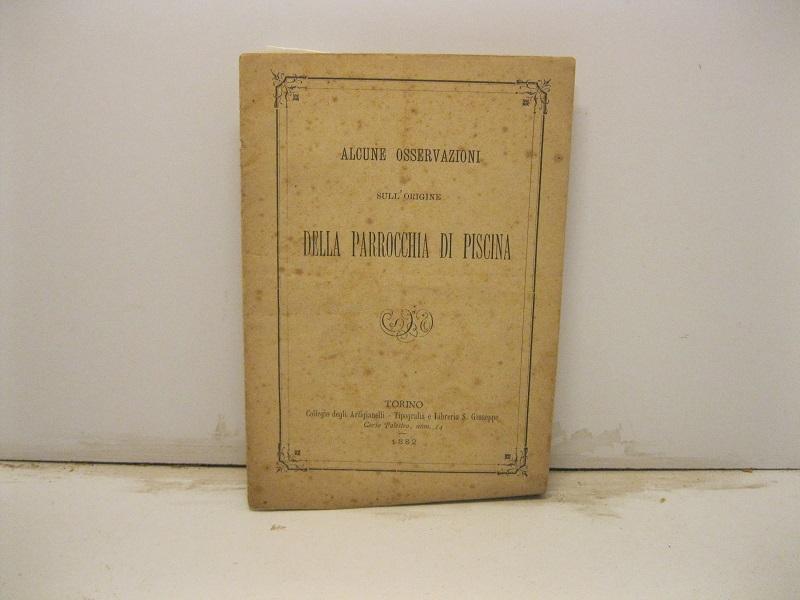 ALCUNE OSSERVAZIONI
SULL'ORIGINE
DELLA PARROCCHIA DI PISCINA
TORINO
Collegio degli Artigianelli - Tipografia e Libreria S. Giuseppe
Corso Palestro, num. 14
1882